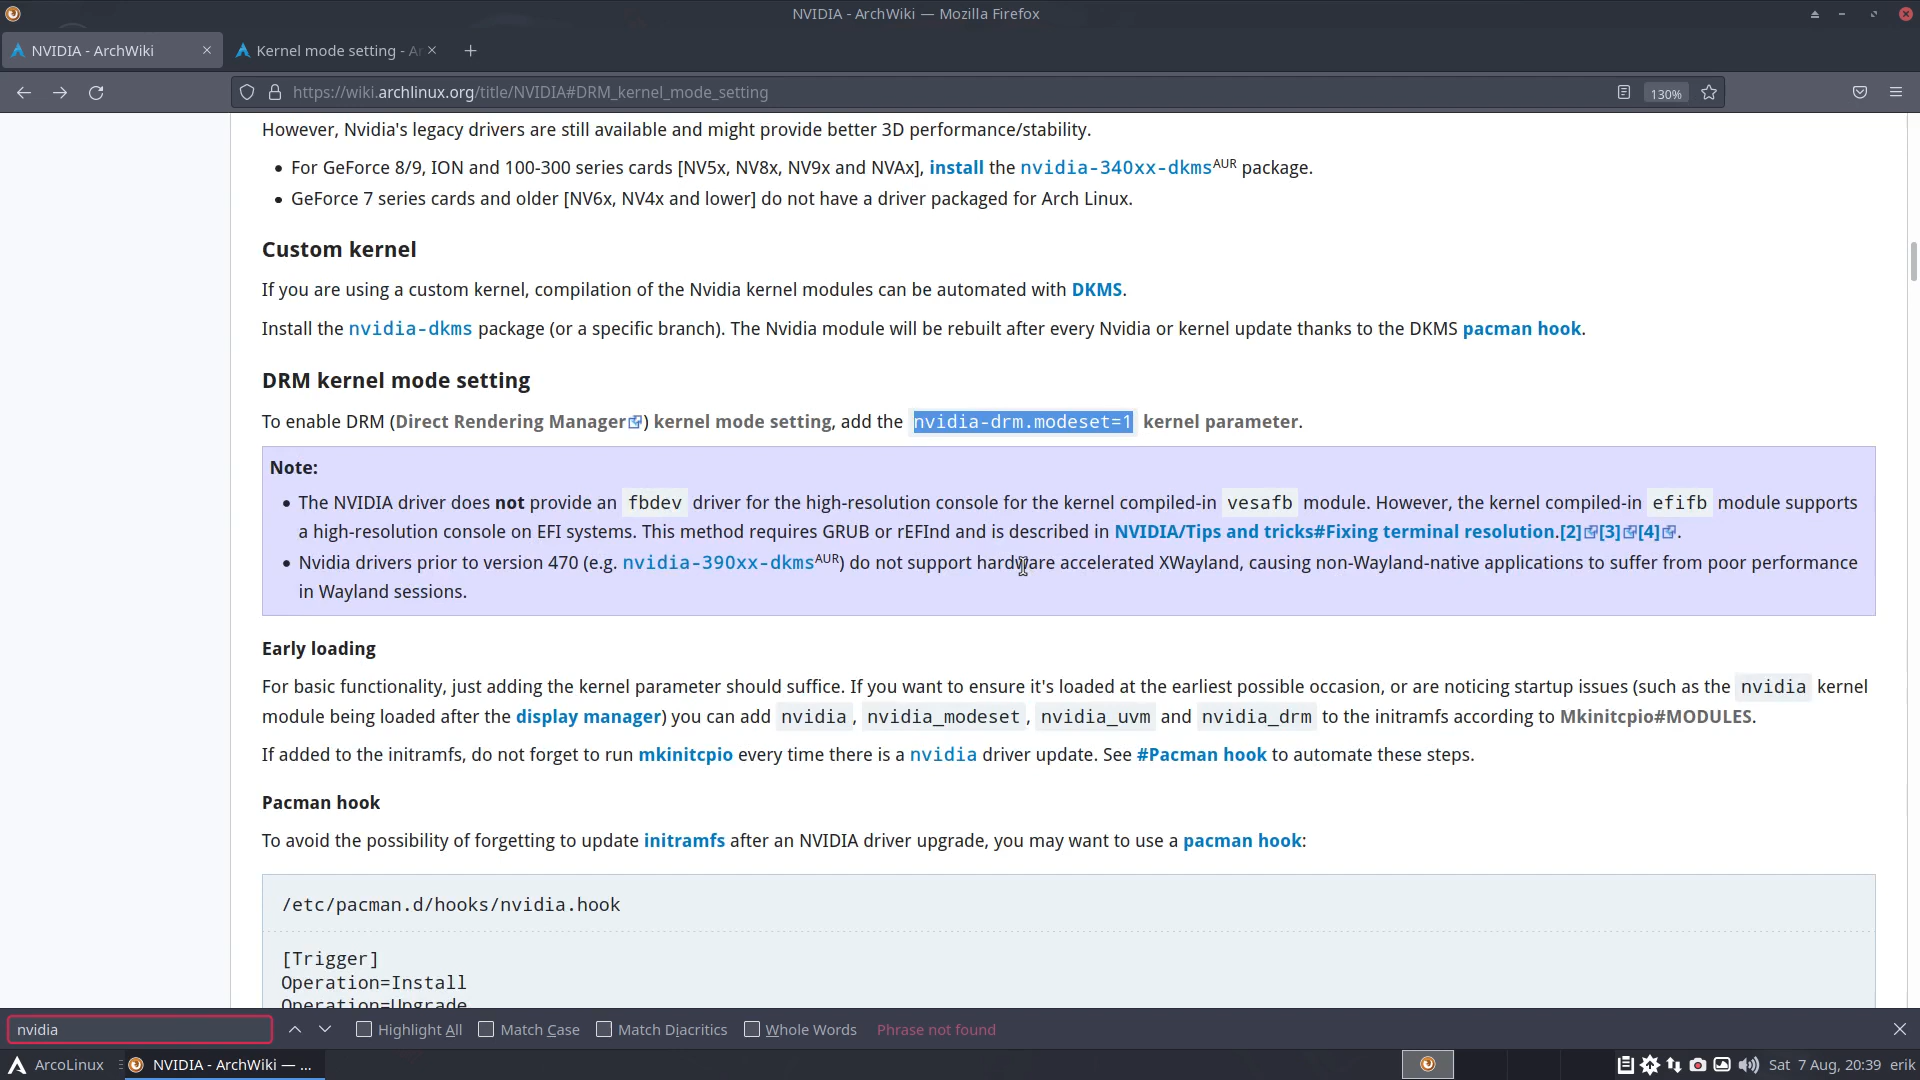 NVIDIA - ArchWiki — Mozilla Firefox
NVIDIA - ArchWiki
Kernel mode setting - A
https://wiki.archlinux.org/title/NVIDIA#DRM_kernel_mode_setting
130%
However, Nvidia's legacy drivers are still available and might provide better 3D performance/stability.
For GeForce 8/9, ION and 100-300 series cards [NV5x, NV8x, NV9x and NVAx], install the nvidia-340xx-dkmsAUR package.
GeForce 7 series cards and older [NV6x, NV4x and lower] do not have a driver packaged for Arch Linux.
Custom kernel
If you are using a custom kernel, compilation of the Nvidia kernel modules can be automated with DKMS.
Install the nvidia-dkms package (or a specific branch). The Nvidia module will be rebuilt after every Nvidia or kernel update thanks to the DKMS pacman hook.
DRM kernel mode setting
To enable DRM (Direct Rendering Manager) kernel mode setting, add the nvidia-drm.modeset=1 kernel parameter.
Note:
The NVIDIA driver does not provide an fbdev driver for the high-resolution console for the kernel compiled-in vesafb module. However, the kernel compiled-in efifb module supports
a high-resolution console on EFI systems. This method requires GRUB or rEFInd and is described in NVIDIA/Tips and tricks#Fixing terminal resolution.[2][3][4].
Nvidia drivers prior to version 470 (e.g. nvidia-390xx-dkmsAUR) do not support hardware accelerated XWayland, causing non-Wayland-native applications to suffer from poor performance
in Wayland sessions.
Early loading
For basic functionality, just adding the kernel parameter should suffice. If you want to ensure it's loaded at the earliest possible occasion, or are noticing startup issues (such as the nvidia kernel
module being loaded after the display manager) you can add nvidia, nvidia_modeset, nvidia_uvm and nvidia_drm to the initramfs according to Mkinitcpio#MODULES.
If added to the initramfs, do not forget to run mkinitcpio every time there is a nvidia driver update. See #Pacman hook to automate these steps.
Pacman hook
To avoid the possibility of forgetting to update initramfs after an NVIDIA driver upgrade, you may want to use a pacman hook:
/etc/pacman.d/hooks/nvidia.hook
[Trigger]
Operation=Install
Operation=Upgrade
nvidia
Highlight All
Match Case
Match Diacritics
Whole Words
Phrase not found
ArcoLinux
NVIDIA - ArchWiki — ...
Sat 7 Aug, 20:39
erik